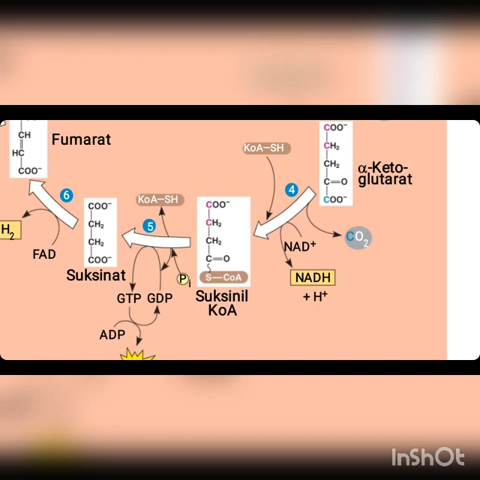 CH
HC
COO⁻
Fumarat
6
H₂
FAD
COO⁻
CH₂
CH₂
COO⁻
Suksinat
KoA–SH
5
GTP GDP
ADP
Pᵢ
COO⁻
CH₂
CH₂
C=O
S–CoA
Suksinil
KoA
KoA–SH
4
NAD⁺
NADH
+ H⁺
COO⁻
CH₂
CH₂
C=O
COO⁻
α-Keto-
glutarat
CO₂
InShOt